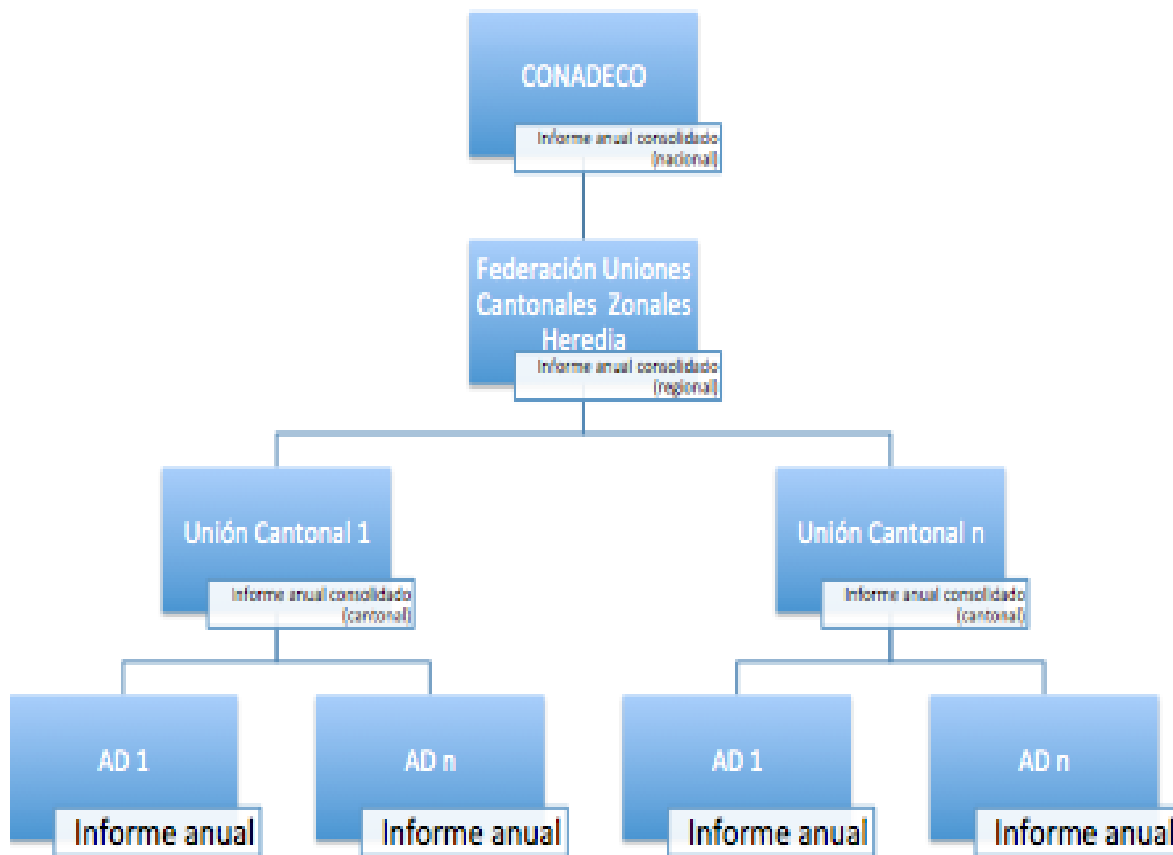 CONADECO
Informe anual consolidado
(nacional)
Federación Uniones
Cantonales Zonales
Heredia
Informe anual consolidado
(regional)
Unión Cantonal 1
Informe anual consolidado
(cantonal)
Unión Cantonal n
Informe anual consolidado
(cantonal)
AD 1
Informe anual
AD n
Informe anual
AD 1
Informe anual
AD n
Informe anual